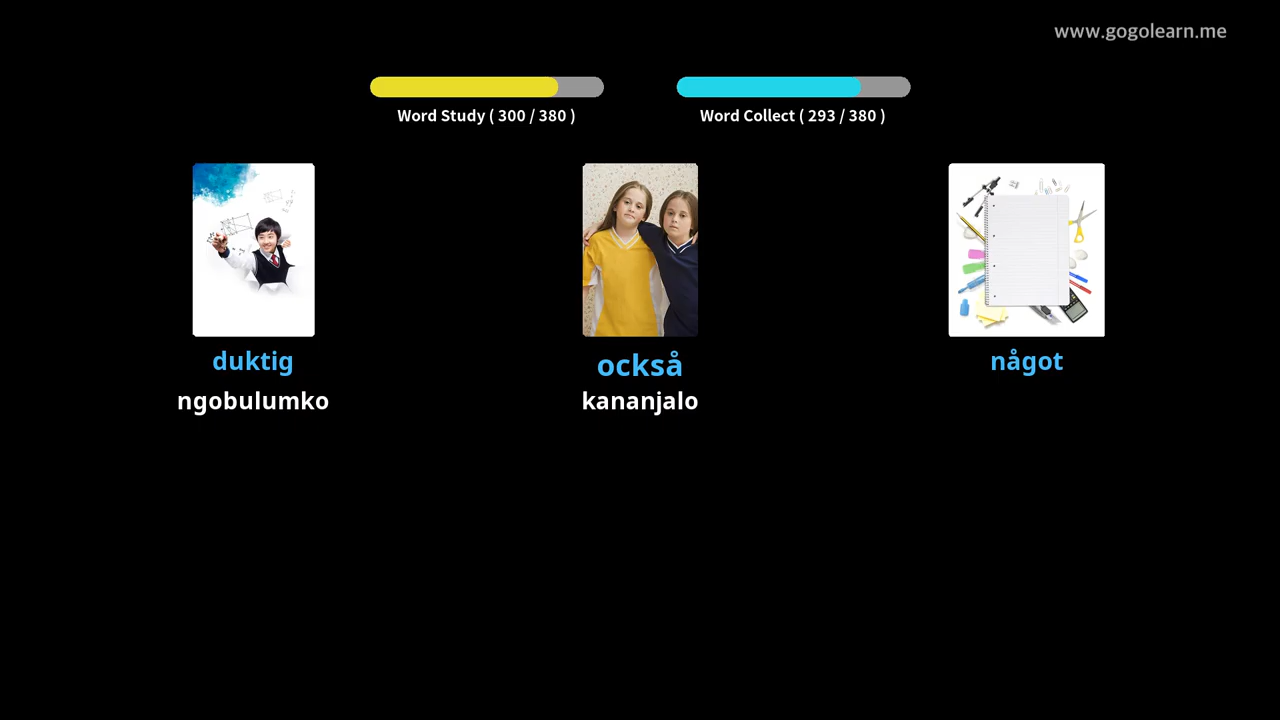 www.gogolearn.me
Word Study ( 300 / 380 )
Word Collect ( 293 / 380 )
duktig
också
något
ngobulumko
kananjalo